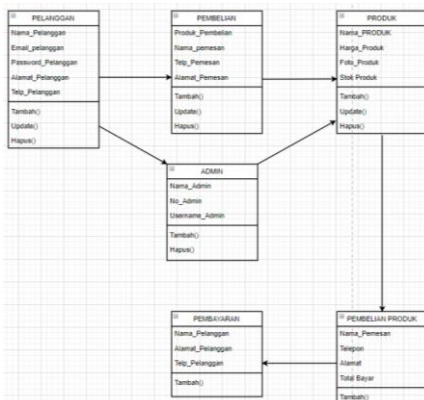 PELANGGAN
Nama_Pelanggan
Email_pelanggan
Password_Pelanggan
Alamat_Pelanggan
Telp_Pelanggan
Tambah()
Update()
Hapus()
PEMBELIAN
Produk_Pembelian
Nama_pemesan
Telp_Pemesan
Alamat_Pemesan
Tambah()
Update()
Hapus()
PRODUK
Nama_PRODUK
Harga_Produk
Foto_Produk
Stok Produk
Tambah()
Update()
Hapus()
ADMIN
Nama_Admin
No_Admin
Username_Admin
Tambah()
Hapus()
PEMBAYARAN
Nama_Pelanggan
Alamat_Pelanggan
Telp_Pelanggan
Tambah()
PEMBELIAN PRODUK
Nama_Pemesan
Telepon
Alamat
Total Bayar
Tambah()